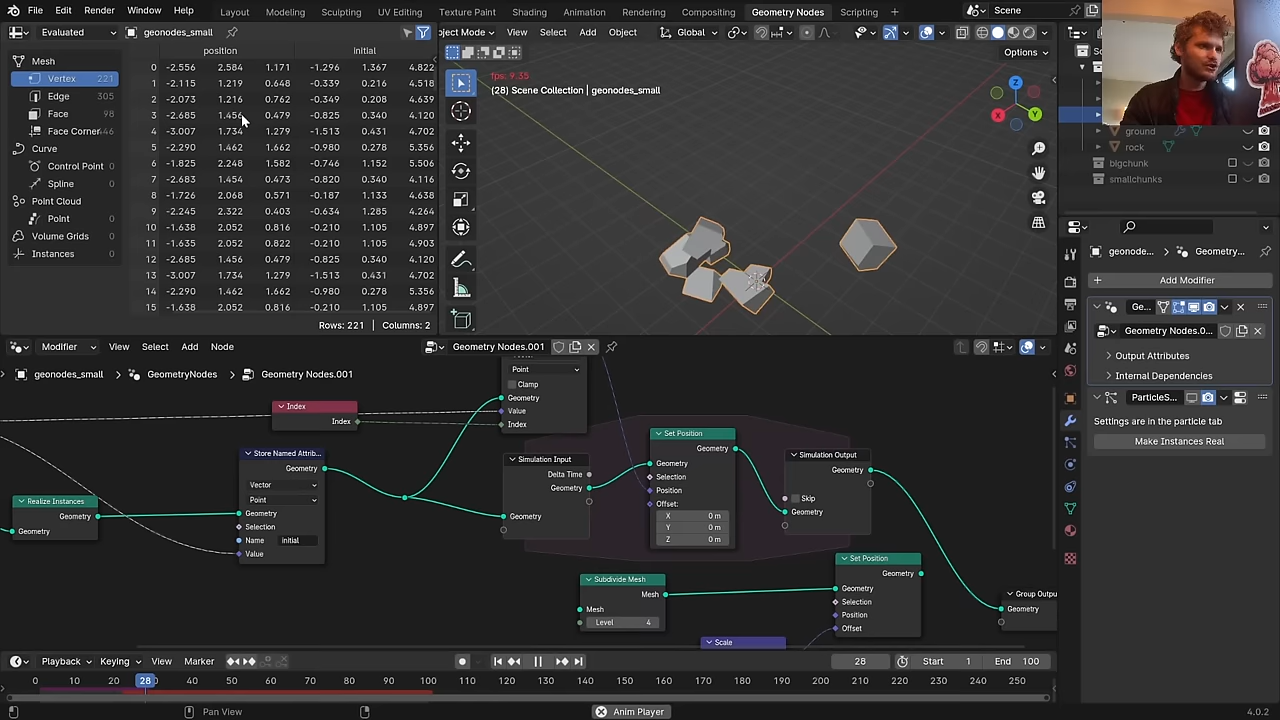 File Edit Render Window Help Layout Modeling Sculpting UV Editing Texture Paint Shading Animation Rendering Compositing Geometry Nodes Scripting Scene
Evaluated geonodes_small
ject Mode View Select Add Object Global
Options
position initial
Mesh
Vertex 221
Edge 305
Face 98
Face Corner 446
Curve
Control Point 0
Spline 0
Point Cloud
Point 0
Volume Grids 0
Instances 0
0 -2.556 2.584 1.171 -1.296 1.367 4.822
1 -2.115 1.219 0.648 -0.427 0.216 4.518
2 -2.073 1.216 0.762 -0.349 0.208 4.639
3 -2.685 1.456 0.479 -0.825 0.340 4.120
4 -3.007 1.734 1.279 -1.513 0.431 4.702
5 -2.290 1.462 1.662 -0.980 0.278 5.356
6 -1.825 2.248 1.582 -0.746 1.152 5.506
7 -2.683 1.454 0.473 -0.820 0.340 4.116
8 -1.726 2.068 0.571 -0.187 1.133 4.638
9 -2.245 2.322 0.403 -0.634 1.285 4.264
10 -1.638 2.052 0.816 -0.210 1.105 4.897
11 -1.635 2.052 0.822 -0.210 1.105 4.903
12 -2.685 1.456 0.479 -0.825 0.340 4.120
13 -3.007 1.734 1.279 -1.513 0.431 4.702
14 -2.290 1.462 1.662 -0.980 0.278 5.356
15 -1.638 2.052 0.816 -0.210 1.105 4.897
Rows: 221 | Columns: 2
fps: 9.35
(28) Scene Collection | geonodes_small
Z
X
Y
ground
rock
bigchunk
smallchunks
geonode... Geometry...
Add Modifier
Ge...
Geometry Nodes.0...
Output Attributes
Internal Dependencies
ParticleS...
Settings are in the particle tab
Make Instances Real
Modifier View Select Add Node Geometry Nodes.001
geonodes_small GeometryNodes Geometry Nodes.001
Point
Clamp
Geometry
Value
Index
Index
Index
Store Named Attrib...
Geometry
Vector
Point
Geometry
Selection
Name initial
Value
Realize Instances
Geometry
Geometry
Simulation Input
Delta Time
Geometry
Geometry
Set Position
Geometry
Geometry
Selection
Position
Offset:
X 0 m
Y 0 m
Z 0 m
Simulation Output
Geometry
Skip
Geometry
Subdivide Mesh
Mesh
Mesh
Level 4
Set Position
Geometry
Geometry
Selection
Position
Offset
Scale
Group Outpu
Geometry
Playback Keying View Marker 28 Start 1 End 100
0 10 20 28 40 50 60 70 80 90 100 110 120 130 140 150 160 170 180 190 200 210 220 230 240 250
Pan View Anim Player 4.0.2